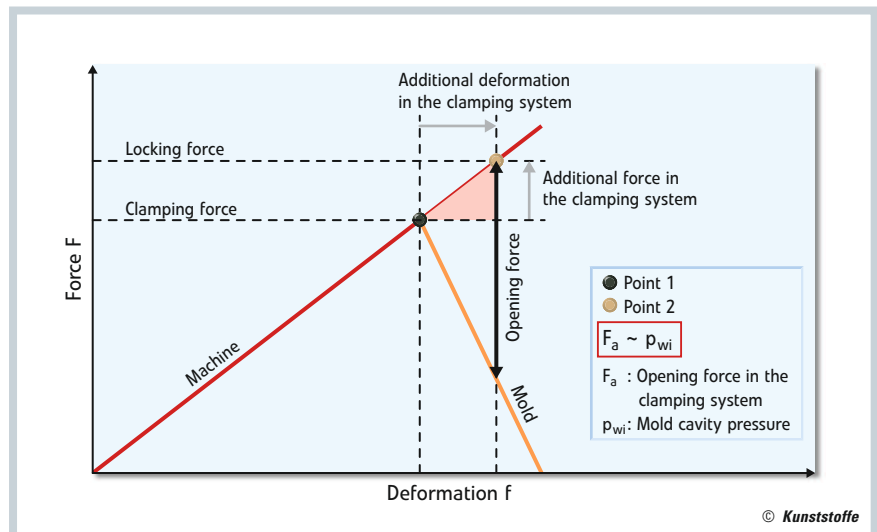 Additional deformation
in the clamping system
Locking force
Additional force in
the clamping system
Clamping force
Force F
Opening force
Machine
Mold
Point 1
Point 2
Fa ~ pwi
Fa : Opening force in the
clamping system
pwi: Mold cavity pressure
Deformation f
© Kunststoffe